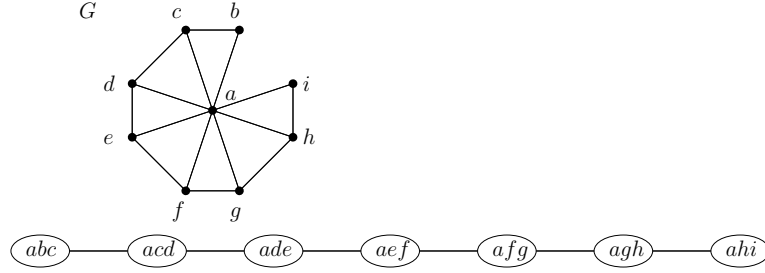 G c b
d a i
e h
f g
abc acd ade aef afg agh ahi